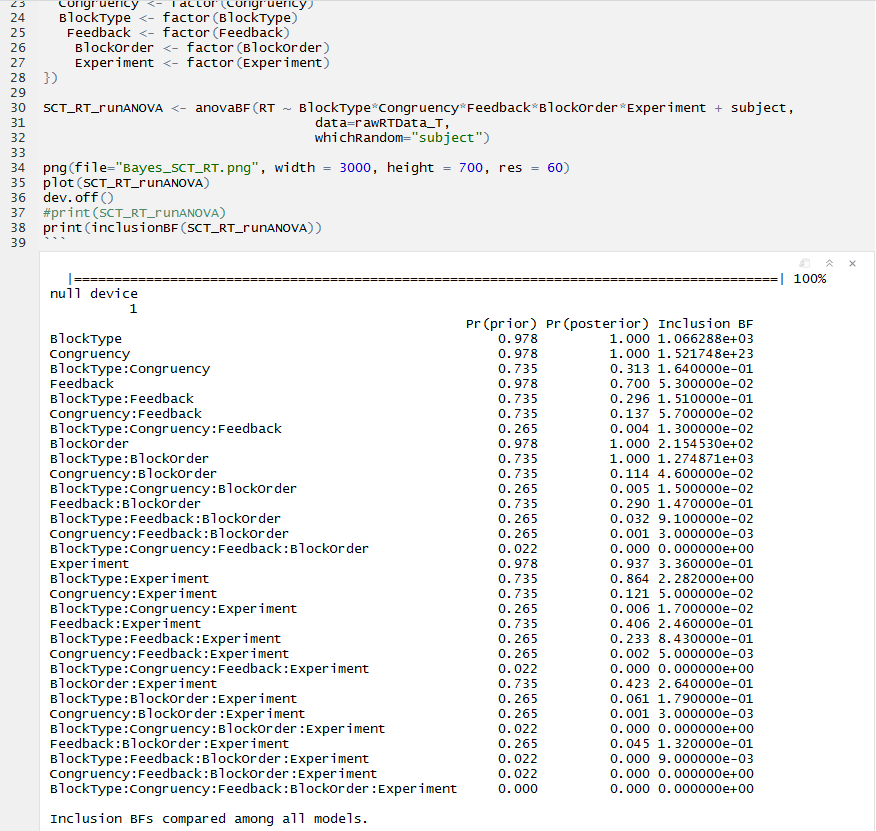 23 Congruency <- factor(Congruency)
24 BlockType <- factor(BlockType)
25 Feedback <- factor(Feedback)
26 BlockOrder <- factor(BlockOrder)
27 Experiment <- factor(Experiment)
28 })
29
30 SCT_RT_runANOVA <- anovaBF(RT ~ BlockType*Congruency*Feedback*BlockOrder*Experiment + subject,
31 data=rawRTData_T,
32 whichRandom="subject")
33
34 png(file="Bayes_SCT_RT.png", width = 3000, height = 700, res = 60)
35 plot(SCT_RT_runANOVA)
36 dev.off()
37 #print(SCT_RT_runANOVA)
38 print(inclusionBF(SCT_RT_runANOVA))
39 ```
|========================================================================================| 100%
null device
1
Pr(prior) Pr(posterior) Inclusion BF
BlockType 0.978 1.000 1.066288e+03
Congruency 0.978 1.000 1.521748e+23
BlockType:Congruency 0.735 0.313 1.640000e-01
Feedback 0.978 0.700 5.300000e-02
BlockType:Feedback 0.735 0.296 1.510000e-01
Congruency:Feedback 0.735 0.137 5.700000e-02
BlockType:Congruency:Feedback 0.265 0.004 1.300000e-02
BlockOrder 0.978 1.000 2.154530e+02
BlockType:BlockOrder 0.735 1.000 1.274871e+03
Congruency:BlockOrder 0.735 0.114 4.600000e-02
BlockType:Congruency:BlockOrder 0.265 0.005 1.500000e-02
Feedback:BlockOrder 0.735 0.290 1.470000e-01
BlockType:Feedback:BlockOrder 0.265 0.032 9.100000e-02
Congruency:Feedback:BlockOrder 0.265 0.001 3.000000e-03
BlockType:Congruency:Feedback:BlockOrder 0.022 0.000 0.000000e+00
Experiment 0.978 0.937 3.360000e-01
BlockType:Experiment 0.735 0.864 2.282000e+00
Congruency:Experiment 0.735 0.121 5.000000e-02
BlockType:Congruency:Experiment 0.265 0.006 1.700000e-02
Feedback:Experiment 0.735 0.406 2.460000e-01
BlockType:Feedback:Experiment 0.265 0.233 8.430000e-01
Congruency:Feedback:Experiment 0.265 0.002 5.000000e-03
BlockType:Congruency:Feedback:Experiment 0.022 0.000 0.000000e+00
BlockOrder:Experiment 0.735 0.423 2.640000e-01
BlockType:BlockOrder:Experiment 0.265 0.061 1.790000e-01
Congruency:BlockOrder:Experiment 0.265 0.001 3.000000e-03
BlockType:Congruency:BlockOrder:Experiment 0.022 0.000 0.000000e+00
Feedback:BlockOrder:Experiment 0.265 0.045 1.320000e-01
BlockType:Feedback:BlockOrder:Experiment 0.022 0.000 9.000000e-03
Congruency:Feedback:BlockOrder:Experiment 0.022 0.000 0.000000e+00
BlockType:Congruency:Feedback:BlockOrder:Experiment 0.000 0.000 0.000000e+00
Inclusion BFs compared among all models.